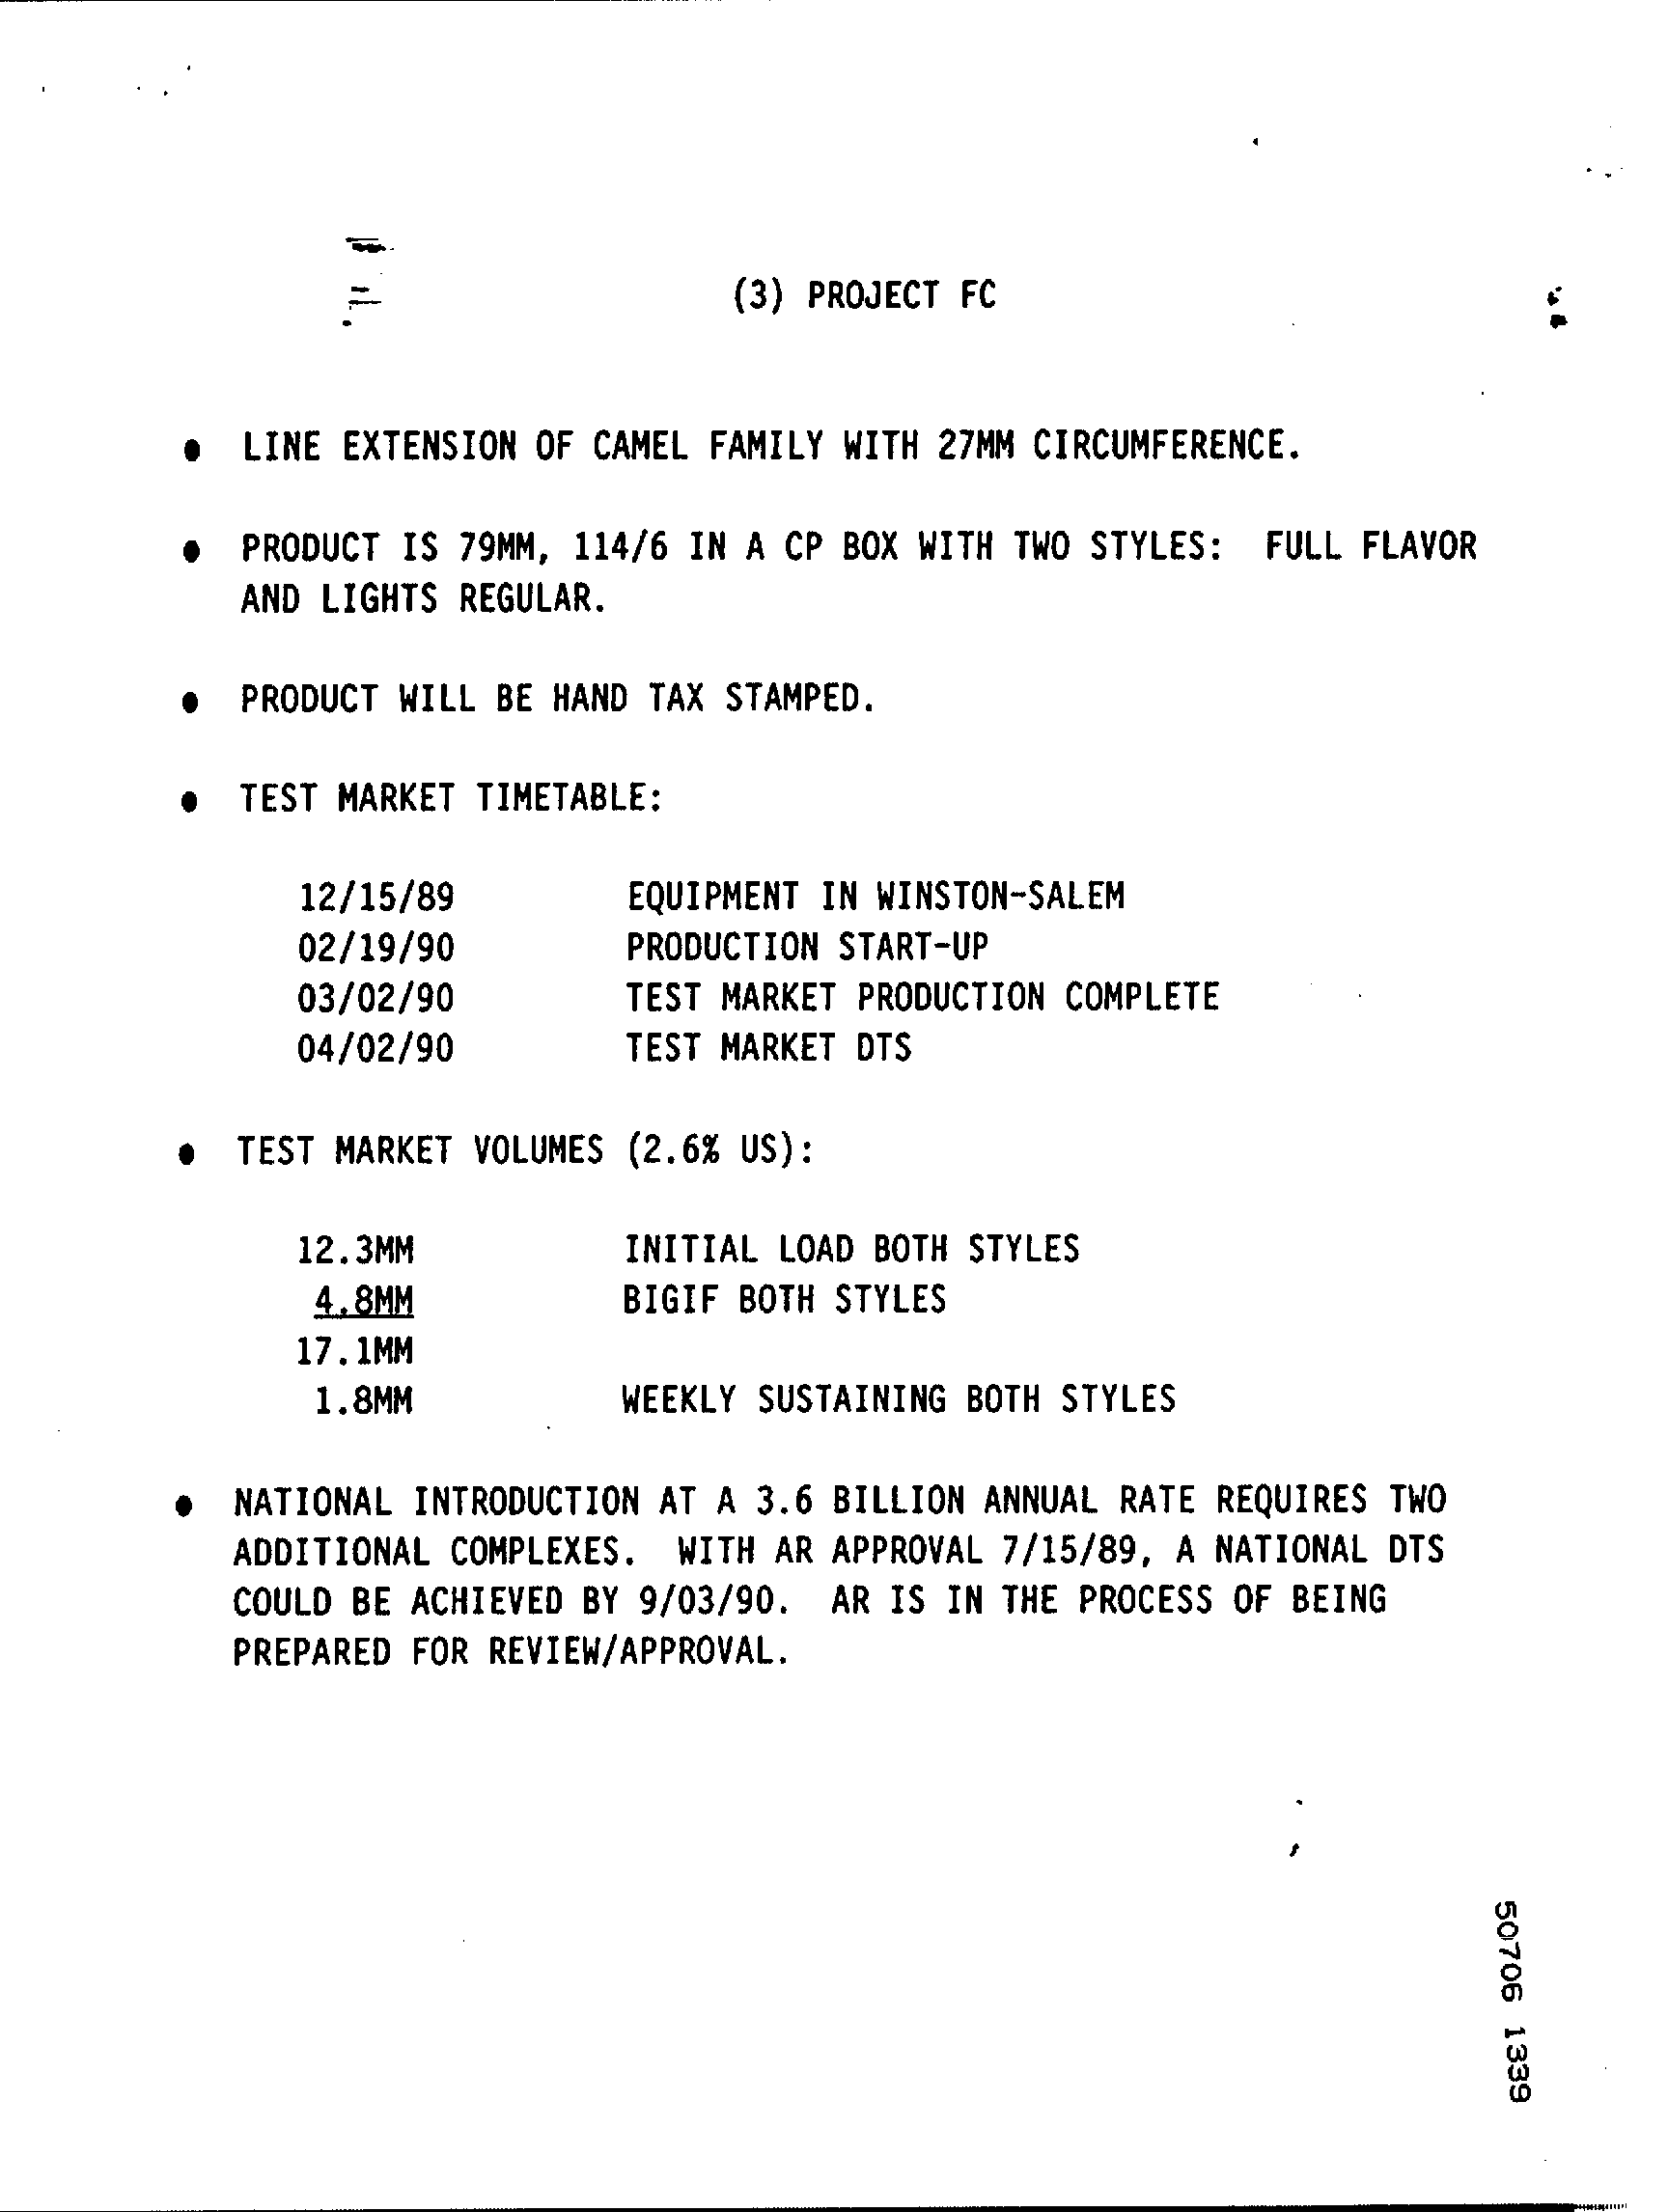 (3) PROJECT FC
● LINE EXTENSION OF CAMEL FAMILY WITH 27MM CIRCUMFERENCE.
● PRODUCT IS 79MM, 114/6 IN A CP BOX WITH TWO STYLES: FULL FLAVOR
AND LIGHTS REGULAR.
● PRODUCT WILL BE HAND TAX STAMPED.
● TEST MARKET TIMETABLE:
12/15/89 EQUIPMENT IN WINSTON-SALEM
02/19/90 PRODUCTION START-UP
03/02/90 TEST MARKET PRODUCTION COMPLETE
04/02/90 TEST MARKET DTS
● TEST MARKET VOLUMES (2.6% US):
12.3MM INITIAL LOAD BOTH STYLES
4.8MM BIGIF BOTH STYLES
17.1MM
1.8MM WEEKLY SUSTAINING BOTH STYLES
● NATIONAL INTRODUCTION AT A 3.6 BILLION ANNUAL RATE REQUIRES TWO
ADDITIONAL COMPLEXES. WITH AR APPROVAL 7/15/89, A NATIONAL DTS
COULD BE ACHIEVED BY 9/03/90. AR IS IN THE PROCESS OF BEING
PREPARED FOR REVIEW/APPROVAL.
50706 1339